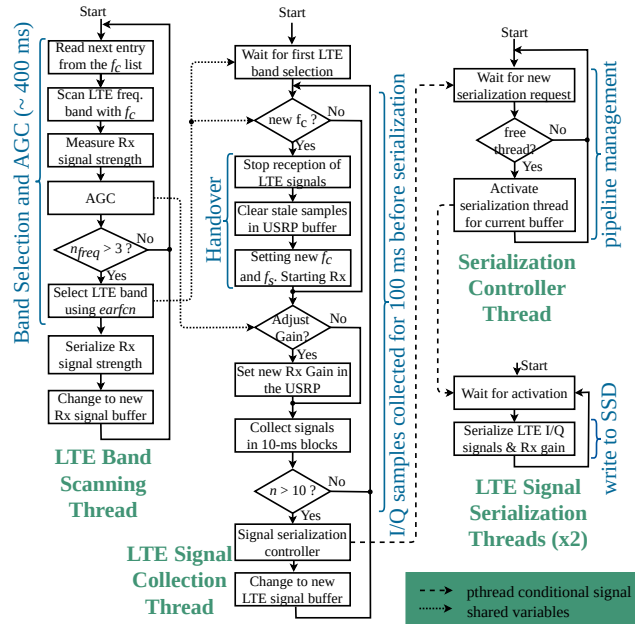 Start
Read next entry
from the fc list
Scan LTE freq.
band with fc
Measure Rx
signal strength
AGC
nfreq > 3 ?
No
Yes
Select LTE band
using earfcn
Serialize Rx
signal strength
Change to new
Rx signal buffer
Band Selection and AGC (~ 400 ms)
LTE Band
Scanning
Thread
Start
Wait for first LTE
band selection
new fc ?
No
Yes
Stop reception of
LTE signals
Clear stale samples
in USRP buffer
Setting new fc
and fs. Starting Rx
Handover
Adjust
Gain?
No
Yes
Set new Rx Gain in
the USRP
Collect signals
in 10-ms blocks
n > 10 ?
No
Yes
Signal serialization
controller
Change to new
LTE signal buffer
I/Q samples collected for 100 ms before serialization
LTE Signal
Collection
Thread
Start
Wait for new
serialization request
free
thread?
No
Yes
Activate
serialization thread
for current buffer
pipeline management
Serialization
Controller
Thread
Start
Wait for activation
Serialize LTE I/Q
signals & Rx gain
write to SSD
LTE Signal
Serialization
Threads (x2)
pthread conditional signal
shared variables